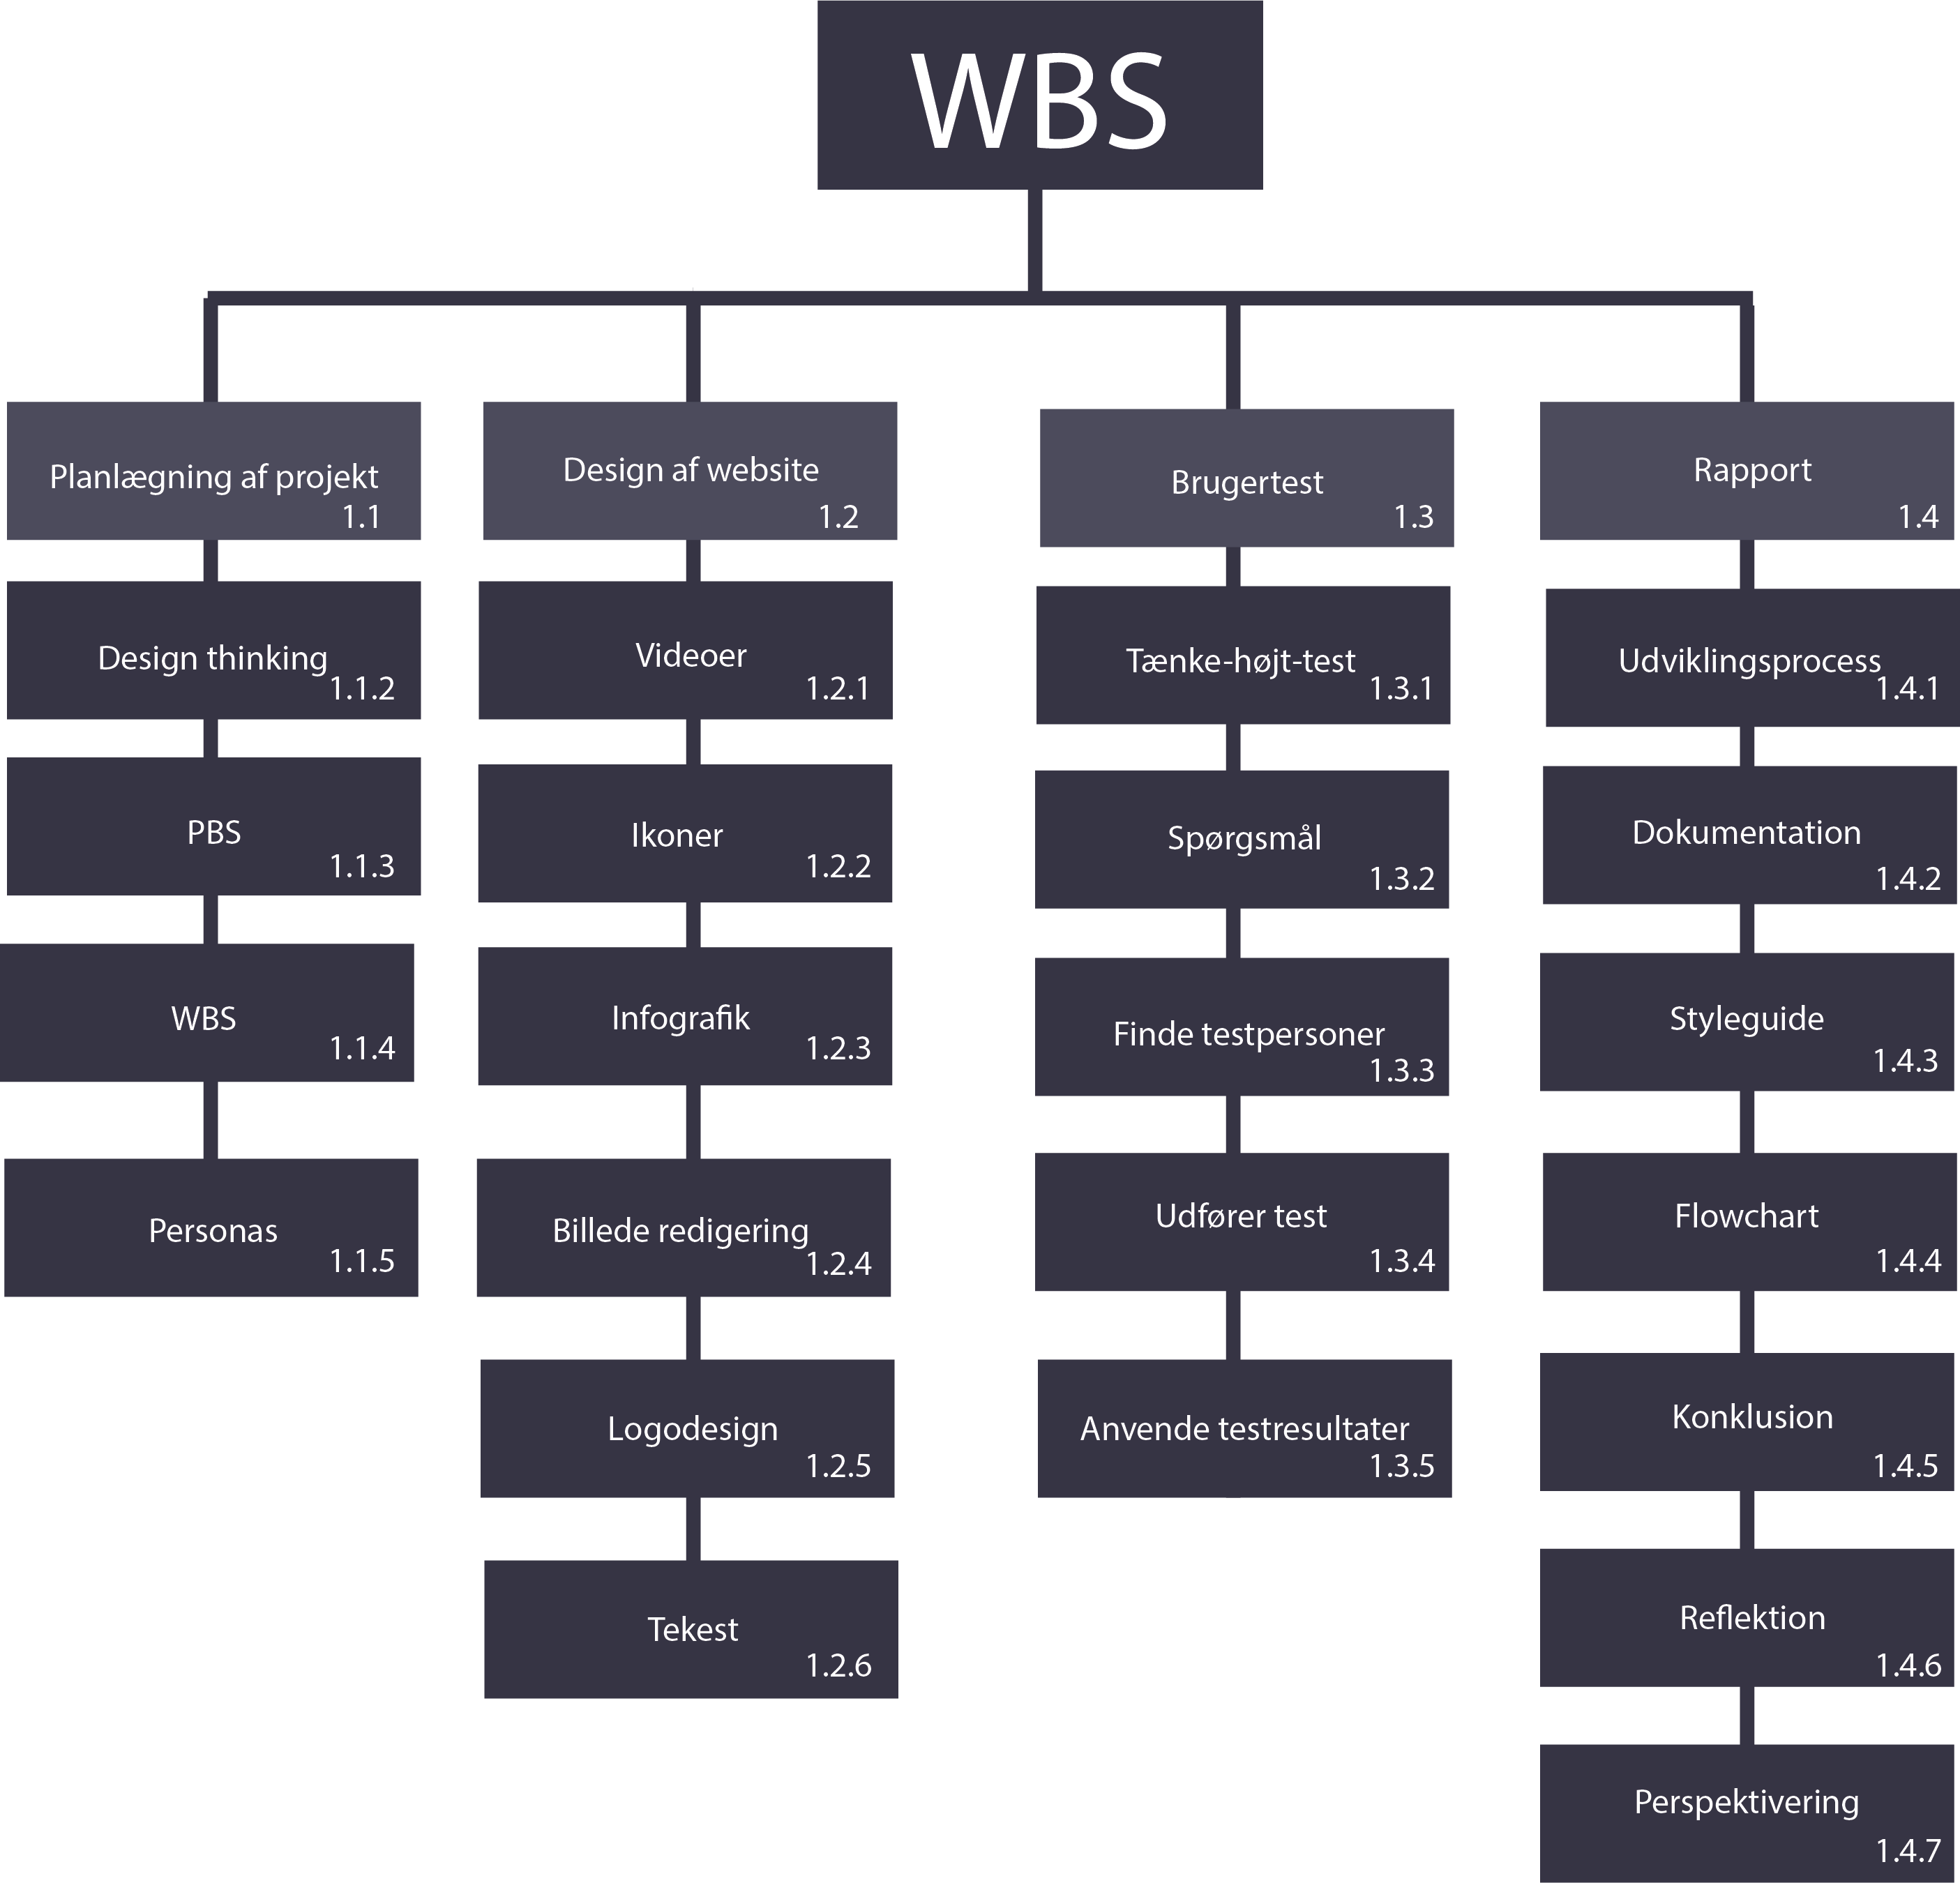 WBS
Planlægning af projekt
1.1
Design thinking
1.1.2
PBS
1.1.3
WBS
1.1.4
Personas
1.1.5
Design af website
1.2
Videoer
1.2.1
Ikoner
1.2.2
Infografik
1.2.3
Billede redigering
1.2.4
Logodesign
1.2.5
Tekest
1.2.6
Brugertest
1.3
Tænke-højt-test
1.3.1
Spørgsmål
1.3.2
Finde testpersoner
1.3.3
Udfører test
1.3.4
Anvende testresultater
1.3.5
Rapport
1.4
Udviklingsprocess
1.4.1
Dokumentation
1.4.2
Styleguide
1.4.3
Flowchart
1.4.4
Konklusion
1.4.5
Reflektion
1.4.6
Perspektivering
1.4.7